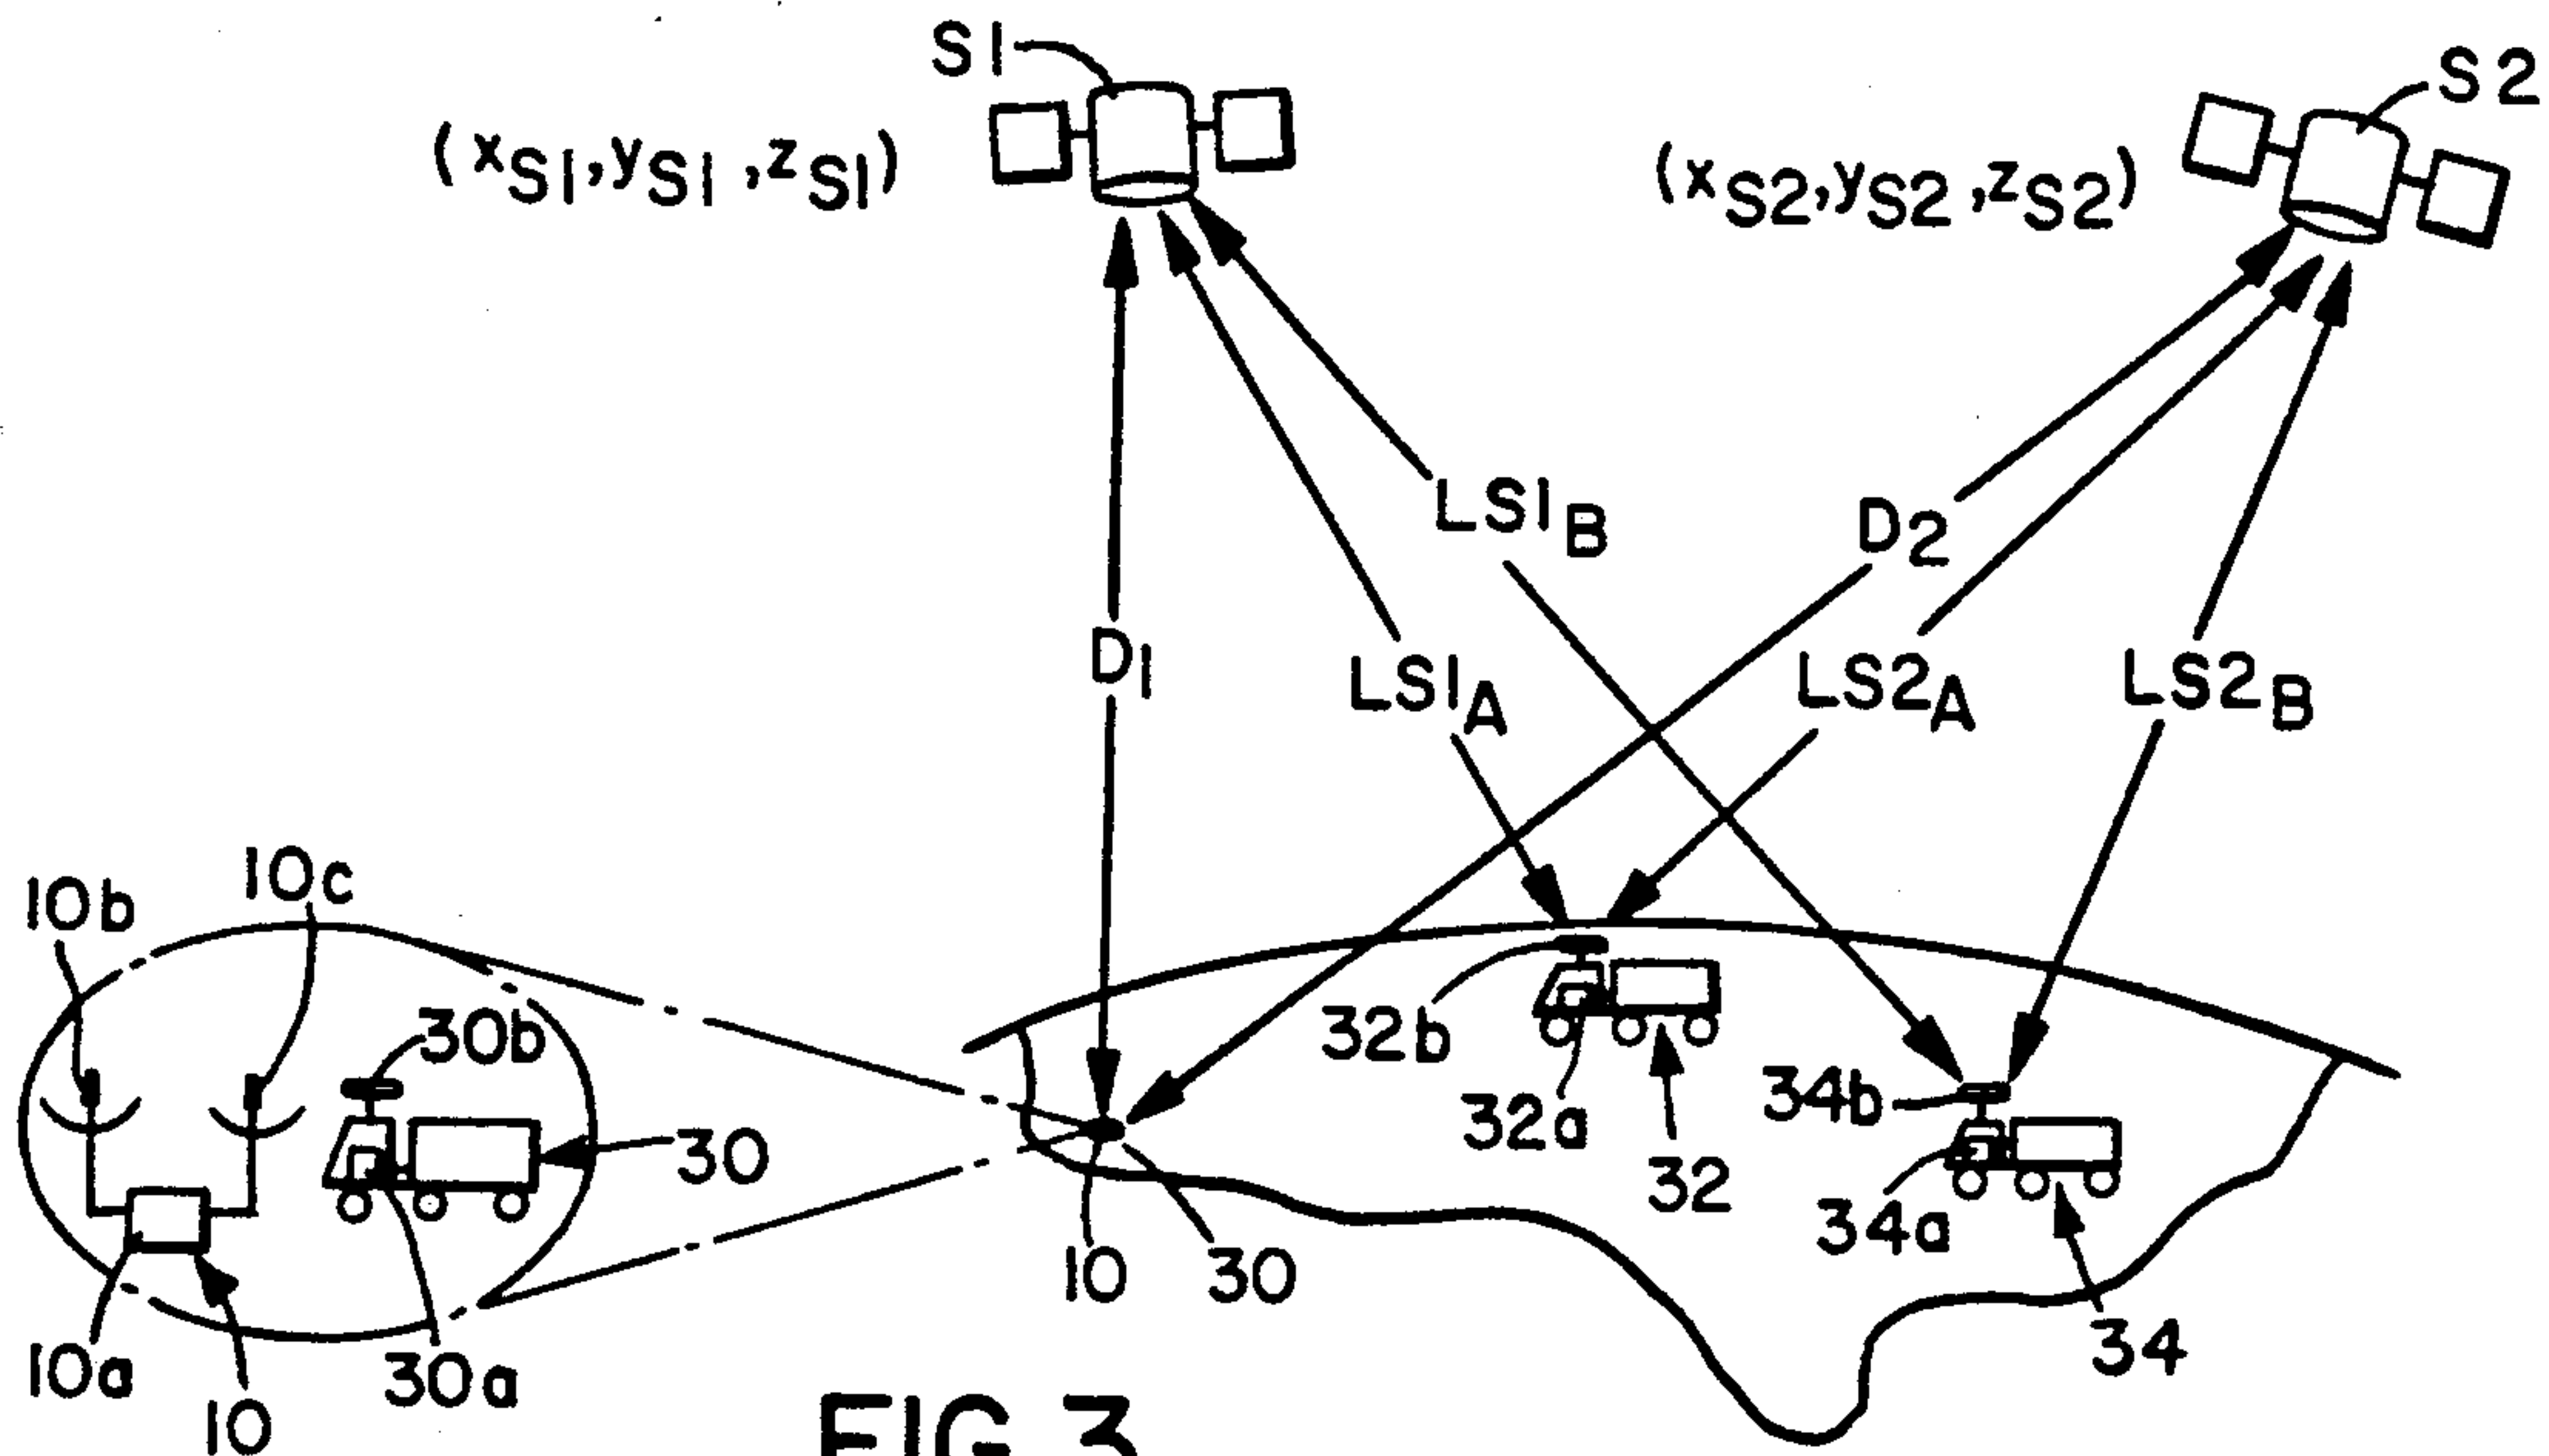 S1
S2
(xS1,yS1,zS1)
(xS2,yS2,zS2)
LS1B
D2
D1
LS1A
LS2A
LS2B
10b
10c
30b
30
32b
32a
32
34b
34a
34
10
30
10a
10
30a
FIG.3